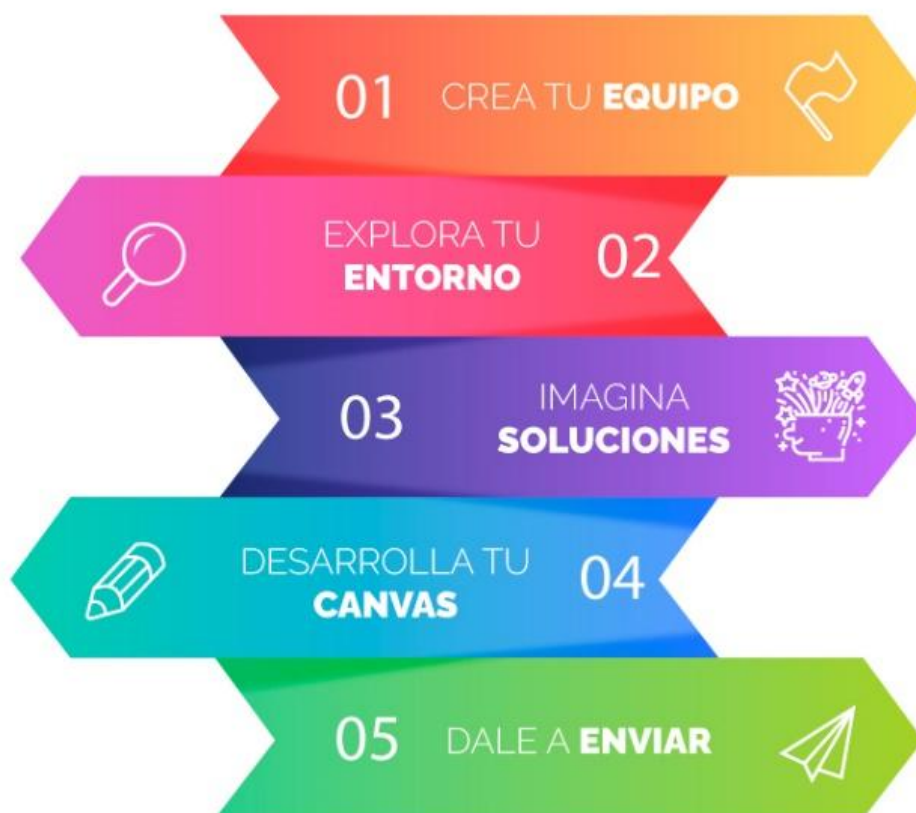 01 CREA TU EQUIPO
EXPLORA TU
ENTORNO
02
03
IMAGINA
SOLUCIONES
DESARROLLA TU
CANVAS
04
05 DALE A ENVIAR